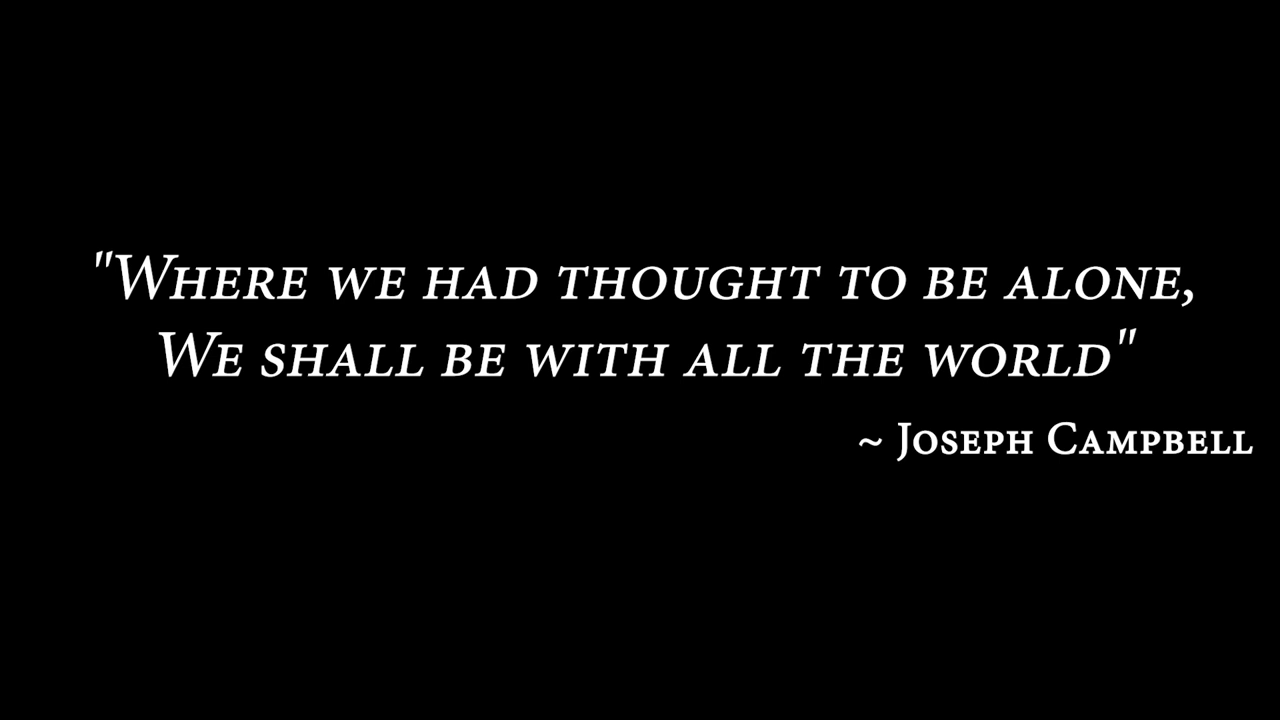 "Where we had thought to be alone,
We shall be with all the world"
~ Joseph Campbell